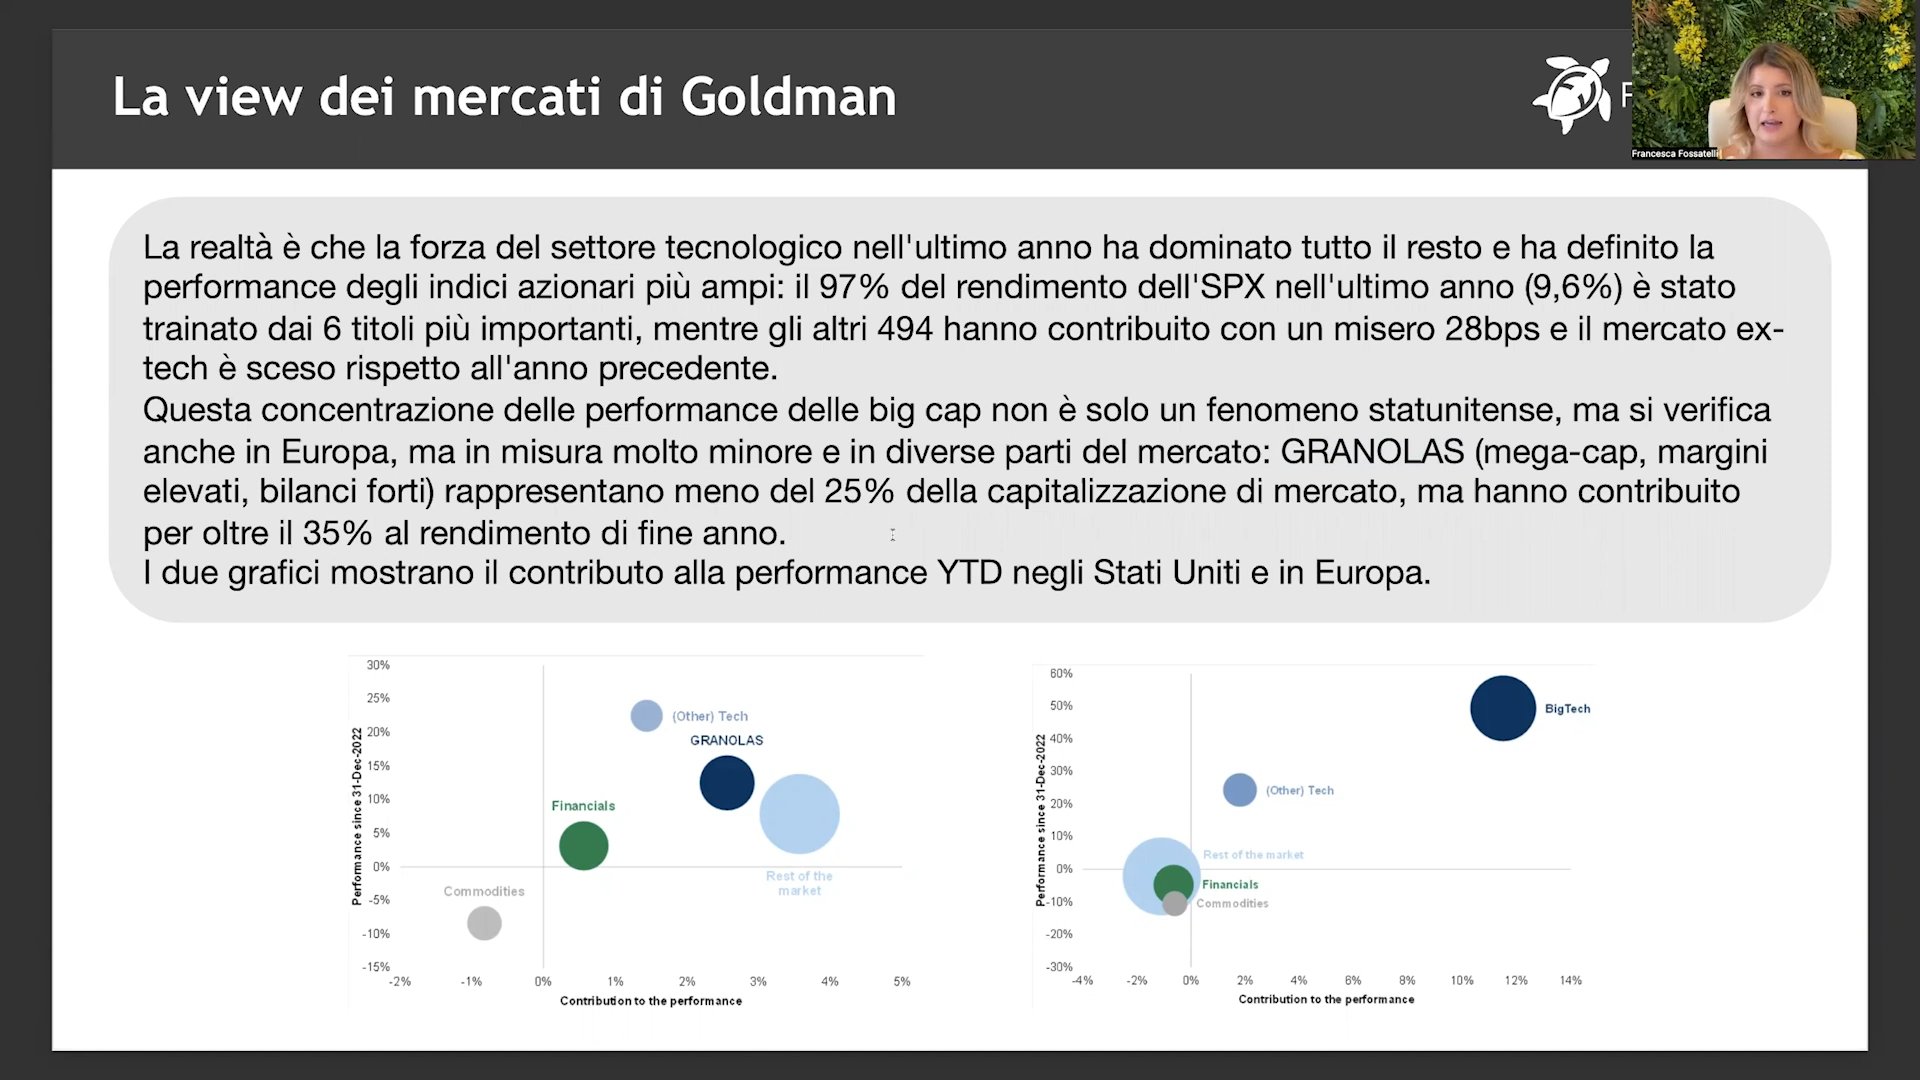 La view dei mercati di Goldman
F
Francesca Fossatelli
La realtà è che la forza del settore tecnologico nell'ultimo anno ha dominato tutto il resto e ha definito la
performance degli indici azionari più ampi: il 97% del rendimento dell'SPX nell'ultimo anno (9,6%) è stato
trainato dai 6 titoli più importanti, mentre gli altri 494 hanno contribuito con un misero 28bps e il mercato ex-
tech è sceso rispetto all'anno precedente.
Questa concentrazione delle performance delle big cap non è solo un fenomeno statunitense, ma si verifica
anche in Europa, ma in misura molto minore e in diverse parti del mercato: GRANOLAS (mega-cap, margini
elevati, bilanci forti) rappresentano meno del 25% della capitalizzazione di mercato, ma hanno contribuito
per oltre il 35% al rendimento di fine anno.
I due grafici mostrano il contributo alla performance YTD negli Stati Uniti e in Europa.
Performance since 31-Dec-2022
30%
25%
20%
15%
10%
5%
0%
-5%
-10%
-15%
(Other) Tech
GRANOLAS
Financials
Rest of the
market
Commodities
-2% -1% 0% 1% 2% 3% 4% 5%
Contribution to the performance
Performance since 31-Dec-2022
60%
50%
40%
30%
20%
10%
0%
-10%
-20%
-30%
BigTech
(Other) Tech
Rest of the market
Financials
Commodities
-4% -2% 0% 2% 4% 6% 8% 10% 12% 14%
Contribution to the performance